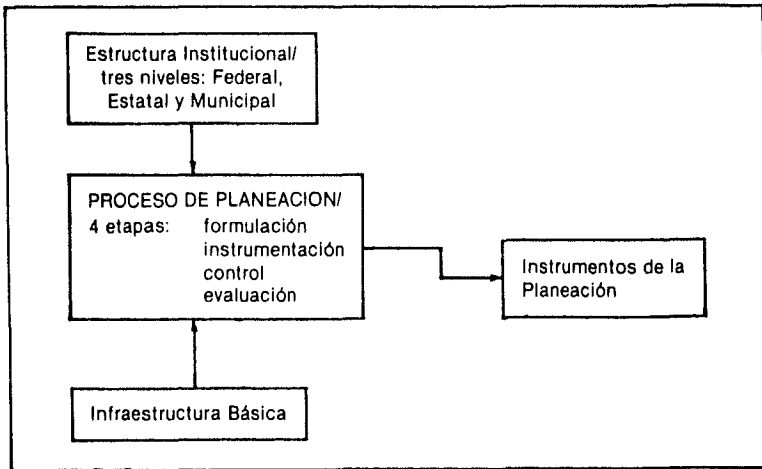 Estructura Institucional/
tres niveles: Federal,
Estatal y Municipal
PROCESO DE PLANEACION/
4 etapas: formulación
instrumentación
control
evaluación
Instrumentos de la
Planeación
Infraestructura Básica